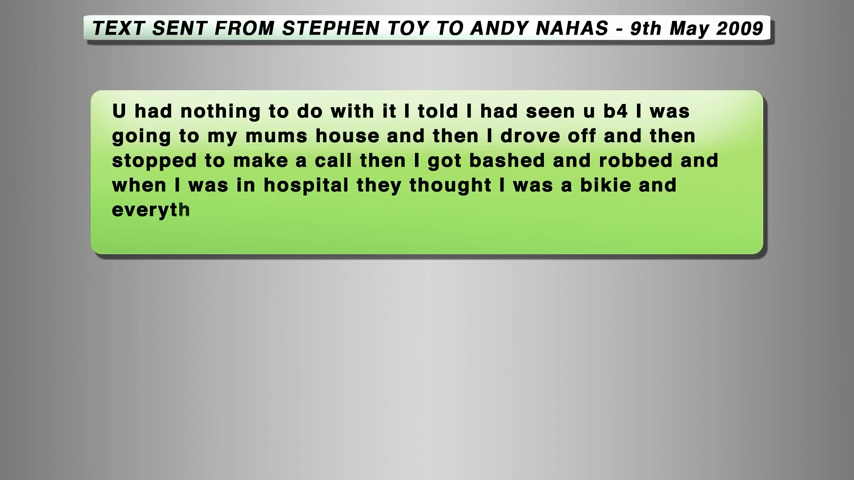 TEXT SENT FROM STEPHEN TOY TO ANDY NAHAS - 9th May 2009
U had nothing to do with it I told I had seen u b4 I was
going to my mums house and then I drove off and then
stopped to make a call then I got bashed and robbed and
when I was in hospital they thought I was a bikie and
everyth